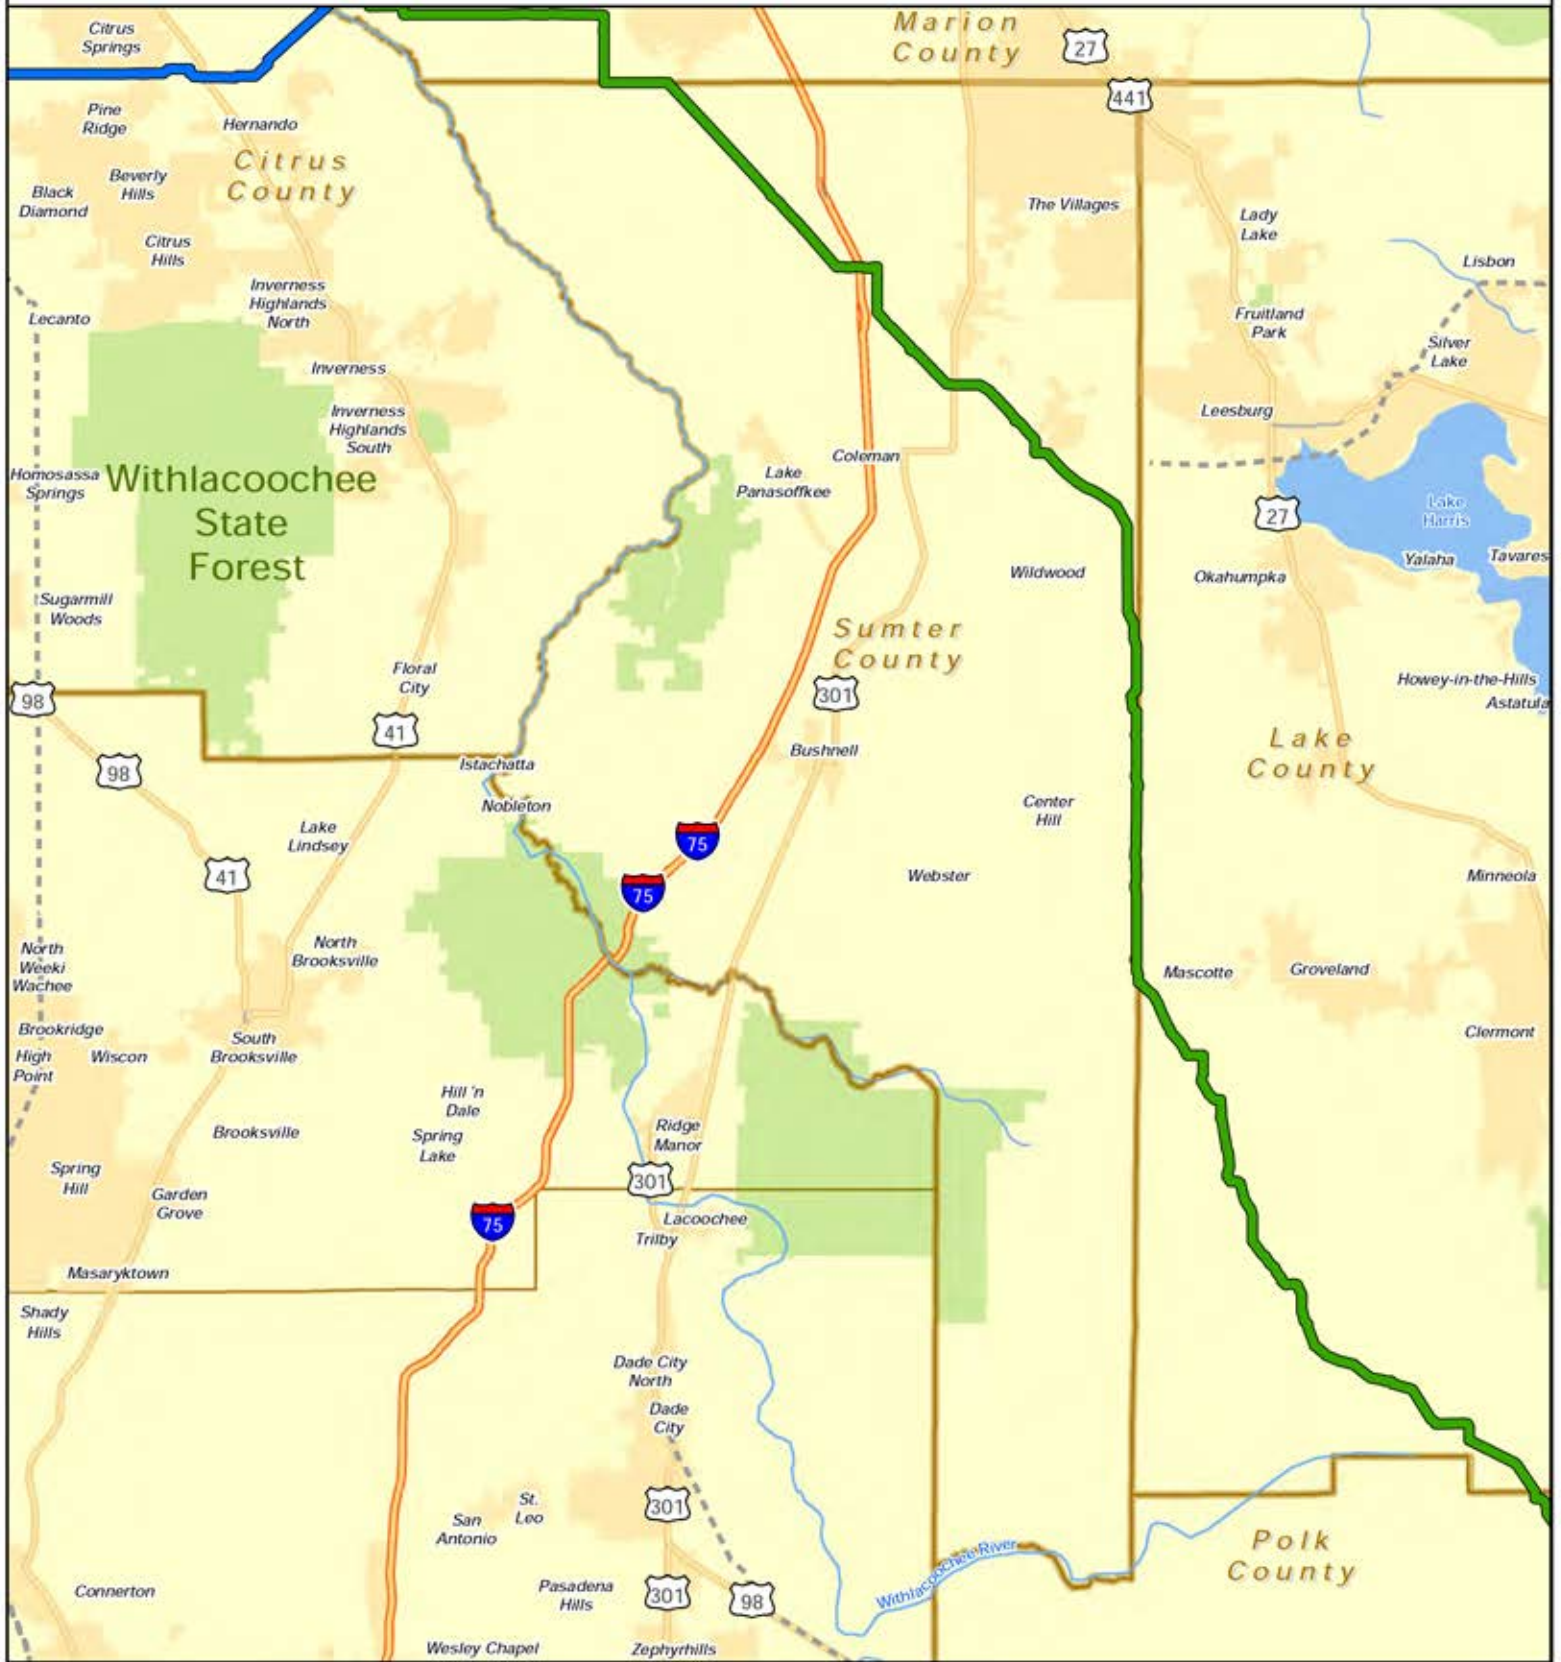 Citrus
Springs
Marion
County
27
441
Pine
Ridge
Hernando
Citrus
County
Beverly
Hills
Black
Diamond
Citrus
Hills
The Villages
Lady
Lake
Lisbon
Inverness
Highlands
North
Lecanto
Fruitland
Park
Silver
Lake
Inverness
Inverness
Highlands
South
Leesburg
Coleman
Lake
Panasoffkee
Homosassa
Springs
Withlacoochee
State
Forest
27
Lake
Harris
Yalaha
Tavares
Wildwood
Okahumpka
Sugarmill
Woods
Sumter
County
Floral
City
98
301
Howey-in-the-Hills
Astatula
41
98
Istachatta
Bushnell
Lake
County
Nobleton
Center
Hill
Lake
Lindsey
75
41
75
Webster
Minneola
North
Weeki
Wachee
North
Brooksville
Mascotte
Groveland
Brookridge
High
Point
Wiscon
South
Brooksville
Clermont
Hill 'n
Dale
Brooksville
Spring
Lake
Ridge
Manor
Spring
Hill
301
Garden
Grove
75
Lacoochee
Trilby
Masaryktown
Shady
Hills
Dade City
North
Dade
City
St.
Leo
301
San
Antonio
Polk
County
Withlacoochee River
Connerton
Pasadena
Hills
301
98
Wesley Chapel
Zephyrhills